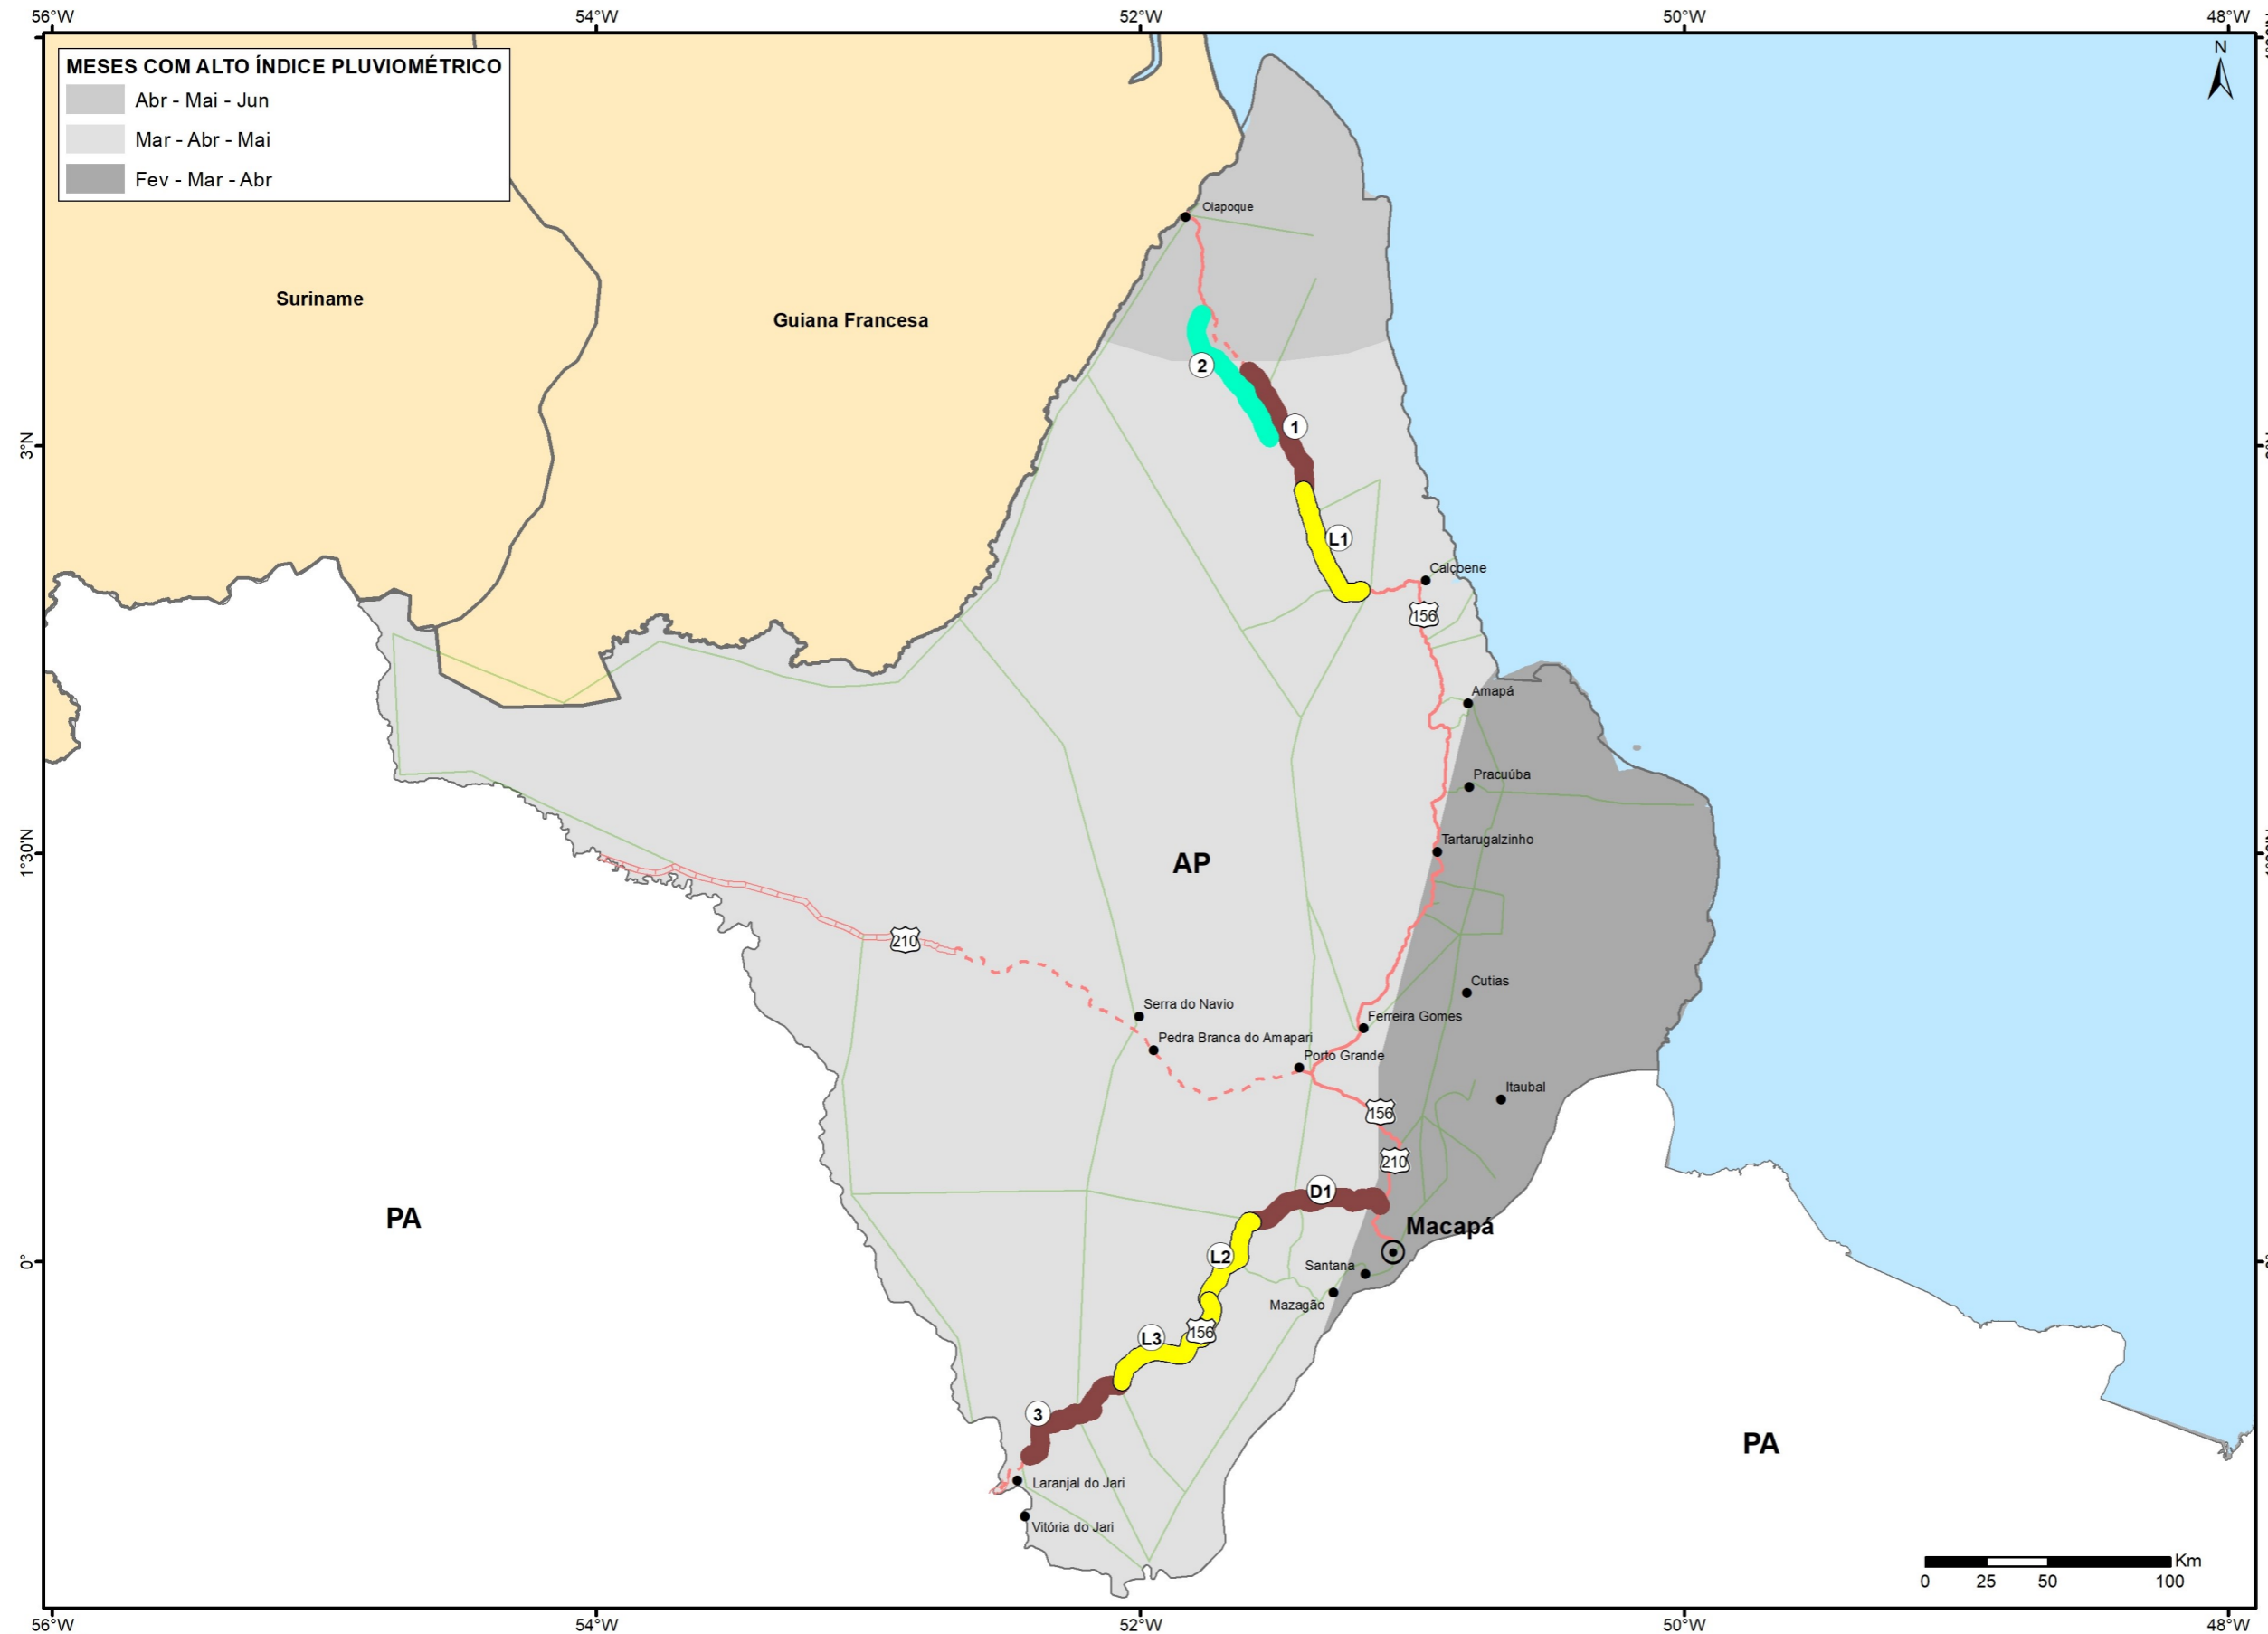 56°W
54°W
52°W
50°W
48°W
N
MESES COM ALTO ÍNDICE PLUVIOMÉTRICO
Abr - Mai - Jun
Mar - Abr - Mai
Fev - Mar - Abr
Oiapoque
Suriname
Guiana Francesa
2
1
3°N
L1
Calçoene
156
Amapá
Pracuúba
1°30'N
Tartarugalzinho
AP
210
Cutias
Serra do Navio
Ferreira Gomes
Pedra Branca do Amapari
Porto Grande
Itaubal
156
210
D1
PA
Macapá
L2
0°
Santana
Mazagão
L3
156
3
PA
Laranjal do Jari
Vitória do Jari
Km
0
25
50
100
56°W
54°W
52°W
50°W
48°W